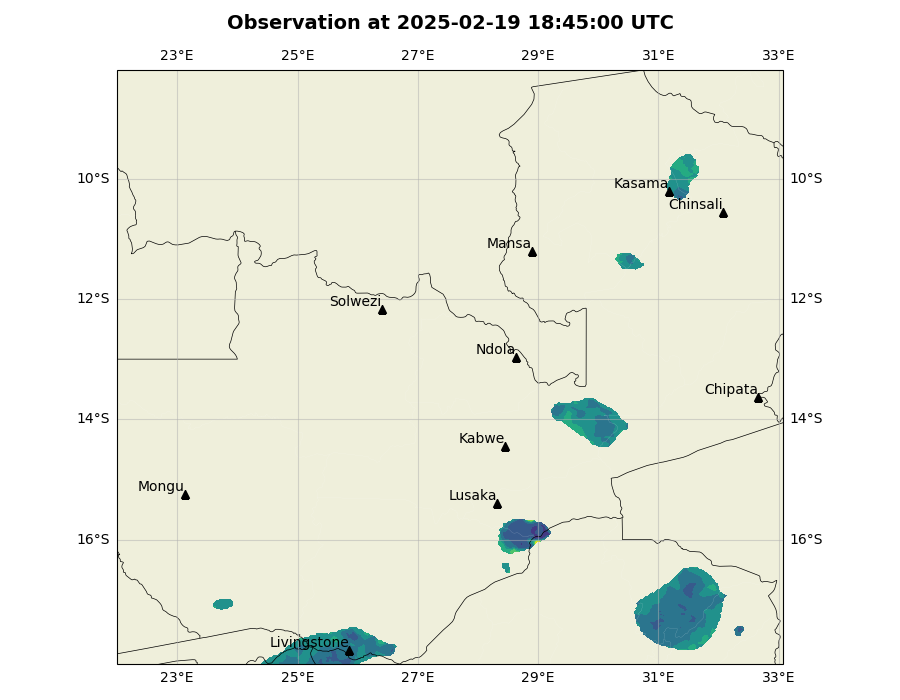 Observation at 2025-02-19 18:45:00 UTC
23°E 25°E 27°E 29°E 31°E 33°E
10°S 10°S
Kasama
Chinsali
Mansa
12°S 12°S
Solwezi
Ndola
Chipata
14°S 14°S
Kabwe
Mongu
Lusaka
16°S 16°S
Livingstone
23°E 25°E 27°E 29°E 31°E 33°E